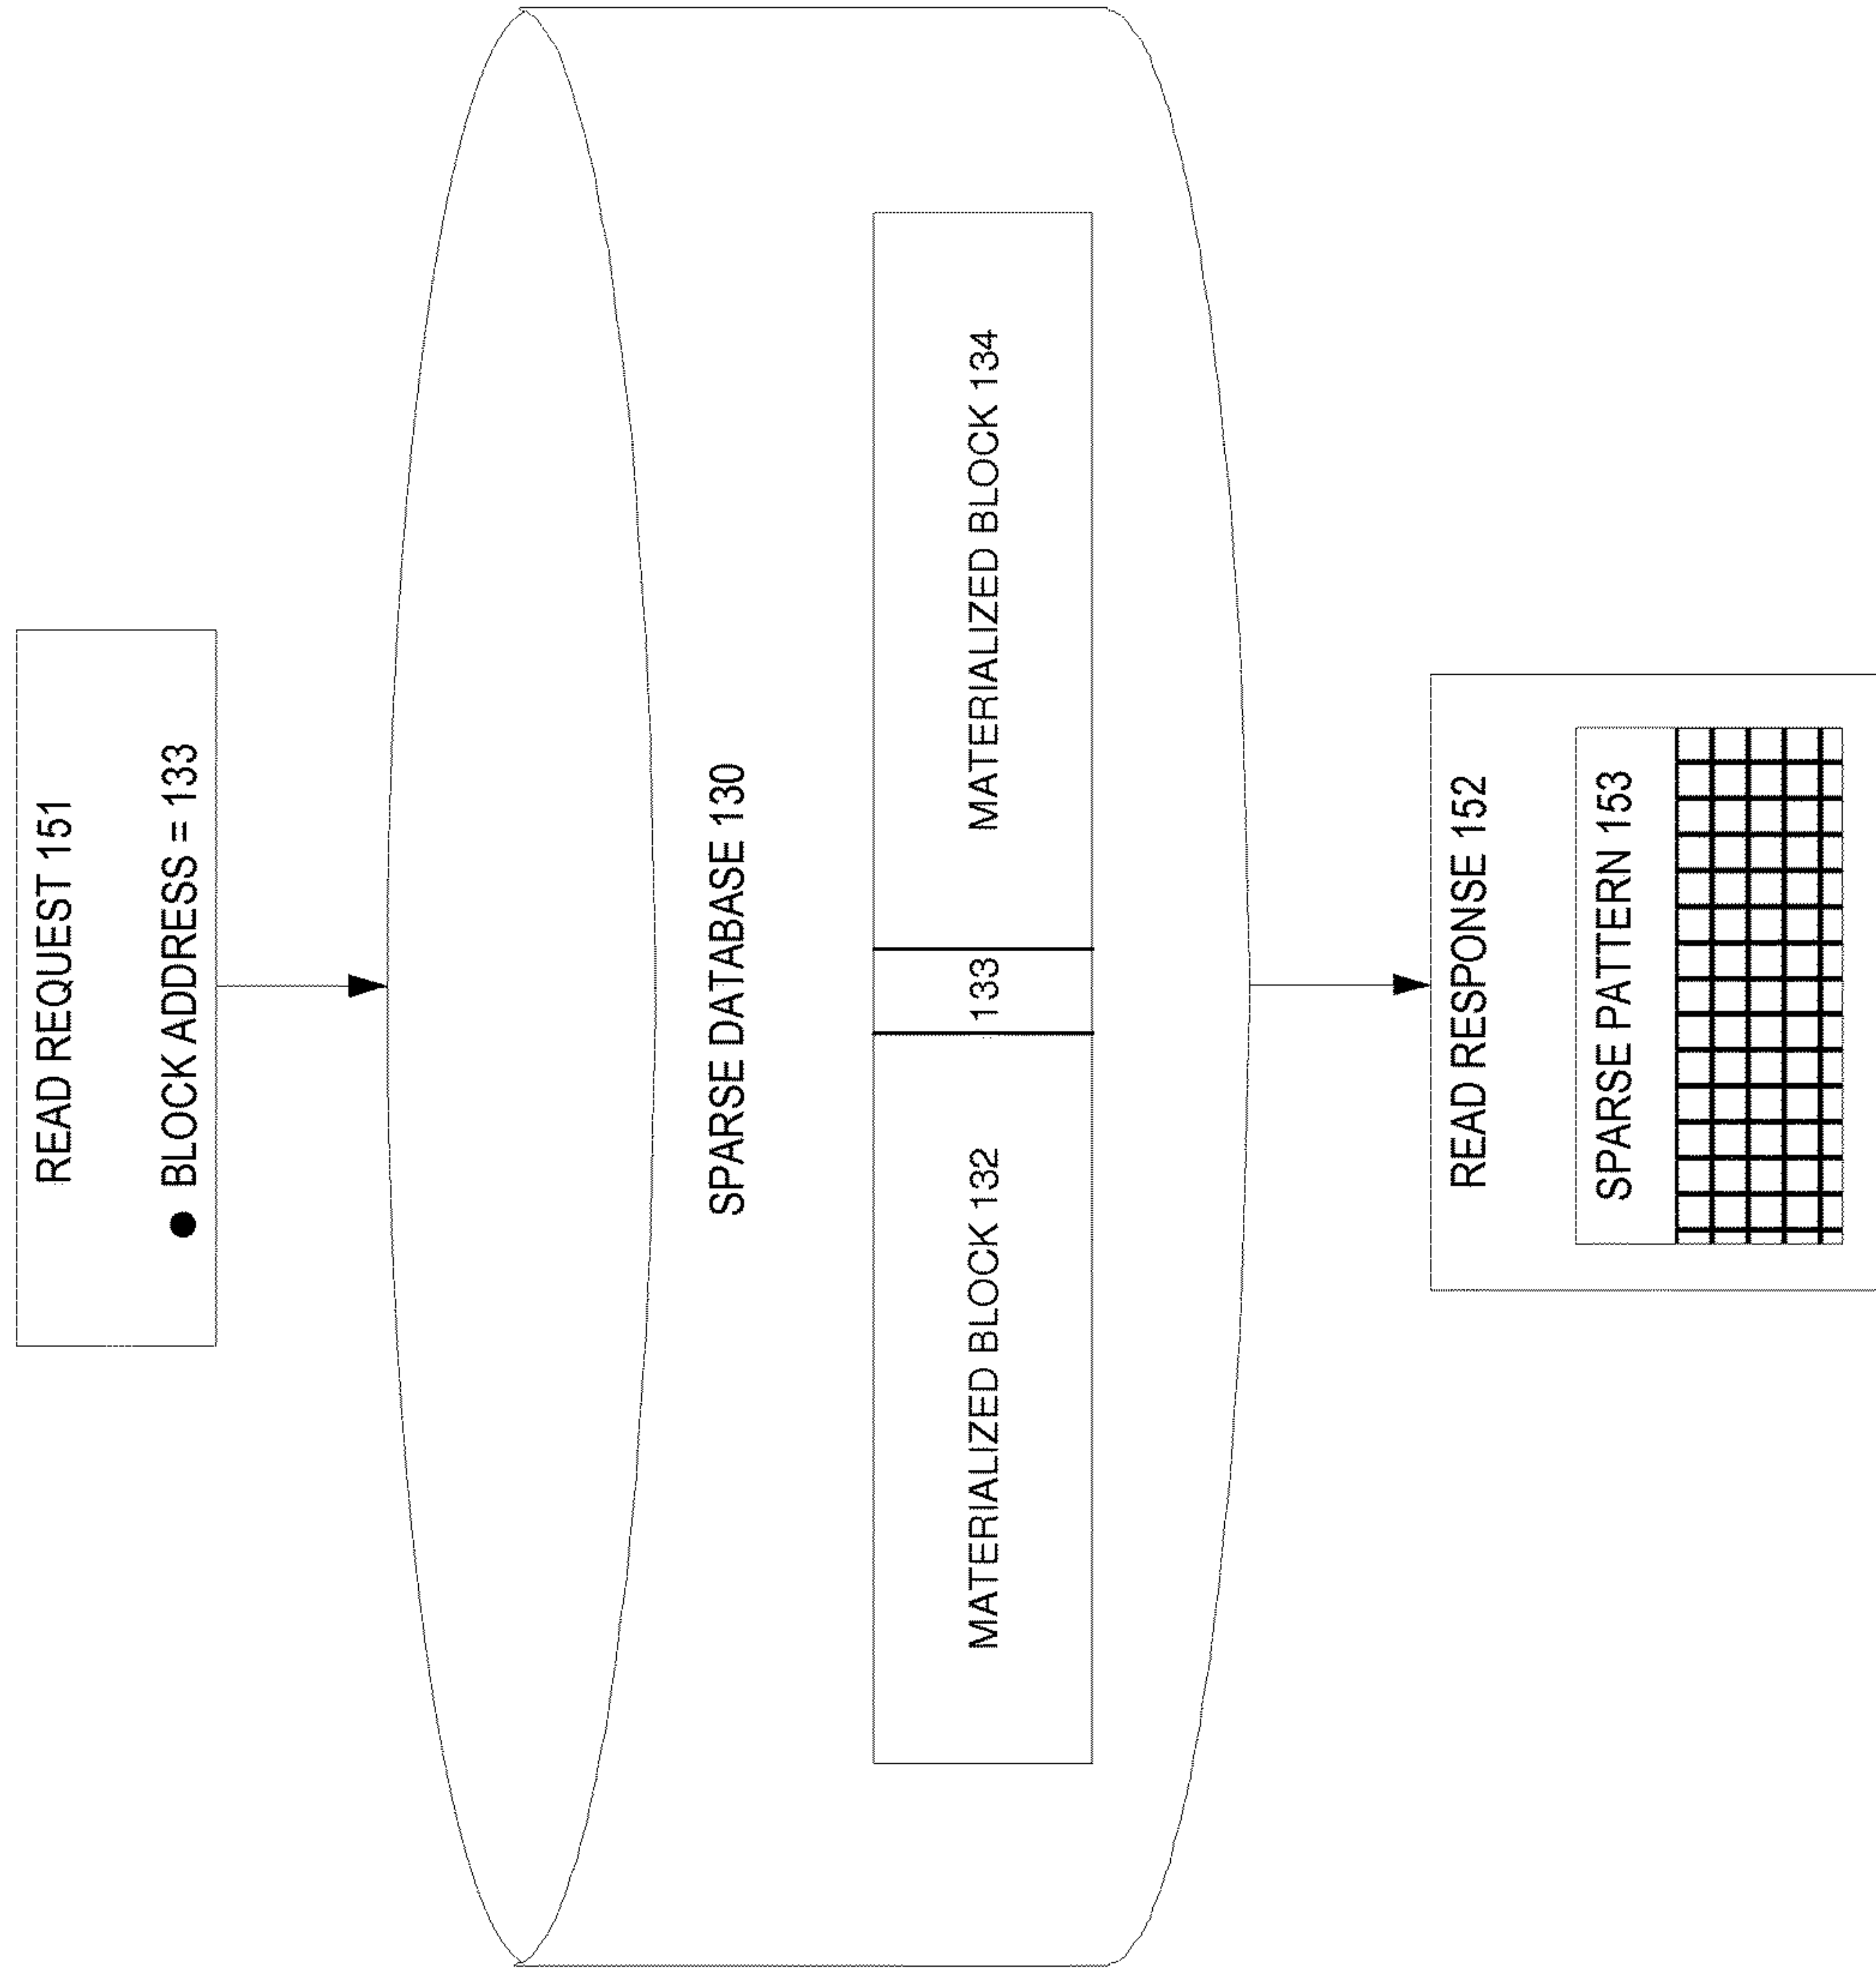 READ REQUEST 151
● BLOCK ADDRESS = 133
SPARSE DATABASE 130
MATERIALIZED BLOCK 132
133
MATERIALIZED BLOCK 134
READ RESPONSE 152
SPARSE PATTERN 153